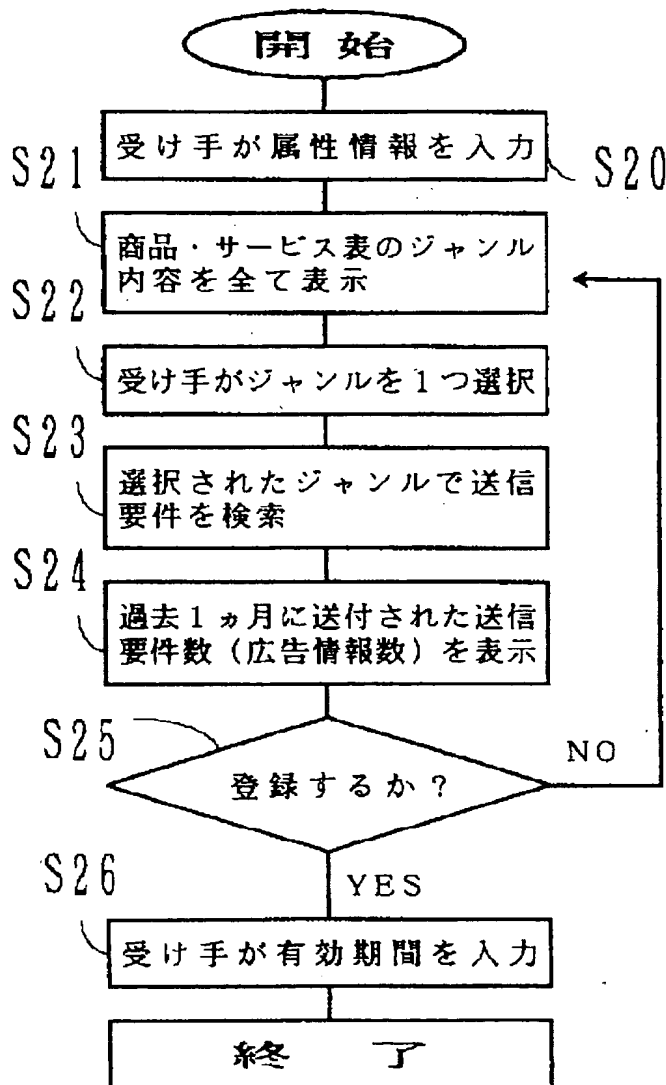 開始
受け手が属性情報を入力
S20
S21
商品・サービス表のジャンル
内容を全て表示
S22
受け手がジャンルを1つ選択
S23
選択されたジャンルで送信
要件を検索
S24
過去1ヵ月に送付された送信
要件数（広告情報数）を表示
S25
登録するか？
NO
YES
S26
受け手が有効期間を入力
終了